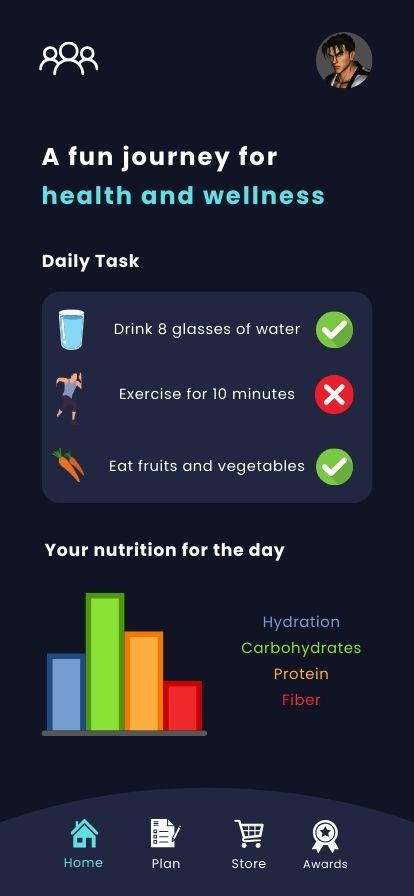 A fun journey for
health and wellness
Daily Task
Drink 8 glasses of water
Exercise for 10 minutes
Eat fruits and vegetables
Your nutrition for the day
Hydration
Carbohydrates
Protein
Fiber
Home
Plan
Store
Awards